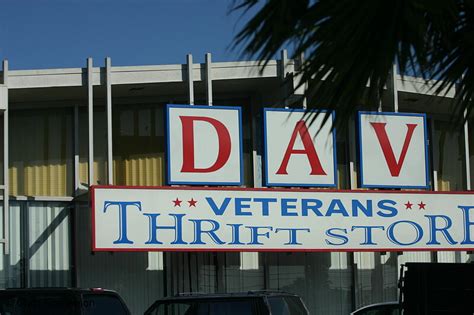 DAV
VETERANS
THRIFT STORE